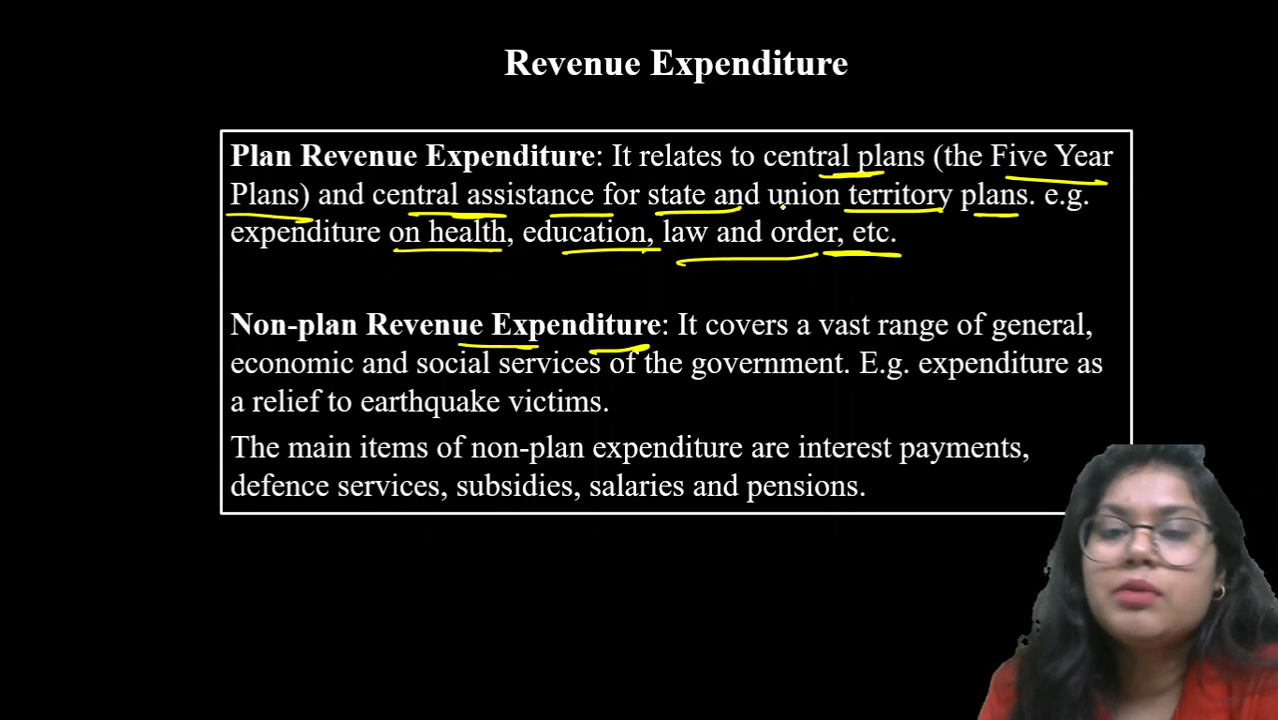 Revenue Expenditure
Plan Revenue Expenditure: It relates to central plans (the Five Year
Plans) and central assistance for state and union territory plans. e.g.
expenditure on health, education, law and order, etc.
Non-plan Revenue Expenditure: It covers a vast range of general,
economic and social services of the government. E.g. expenditure as
a relief to earthquake victims.
The main items of non-plan expenditure are interest payments,
defence services, subsidies, salaries and pensions.